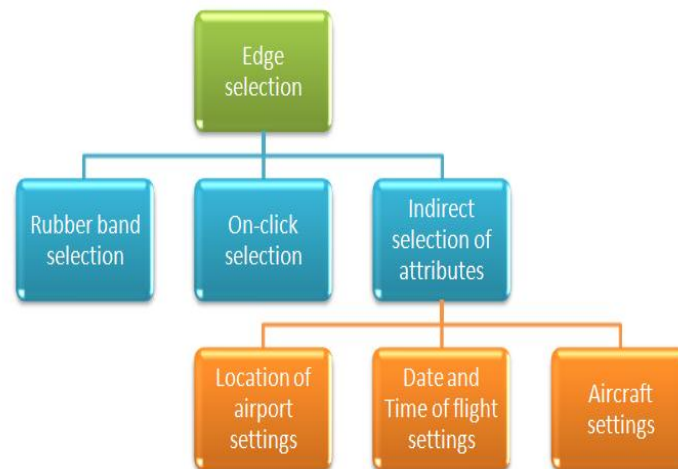 Edge
selection
Rubber band
selection
On-click
selection
Indirect
selection of
attributes
Location of
airport
settings
Date and
Time of flight
settings
Aircraft
settings